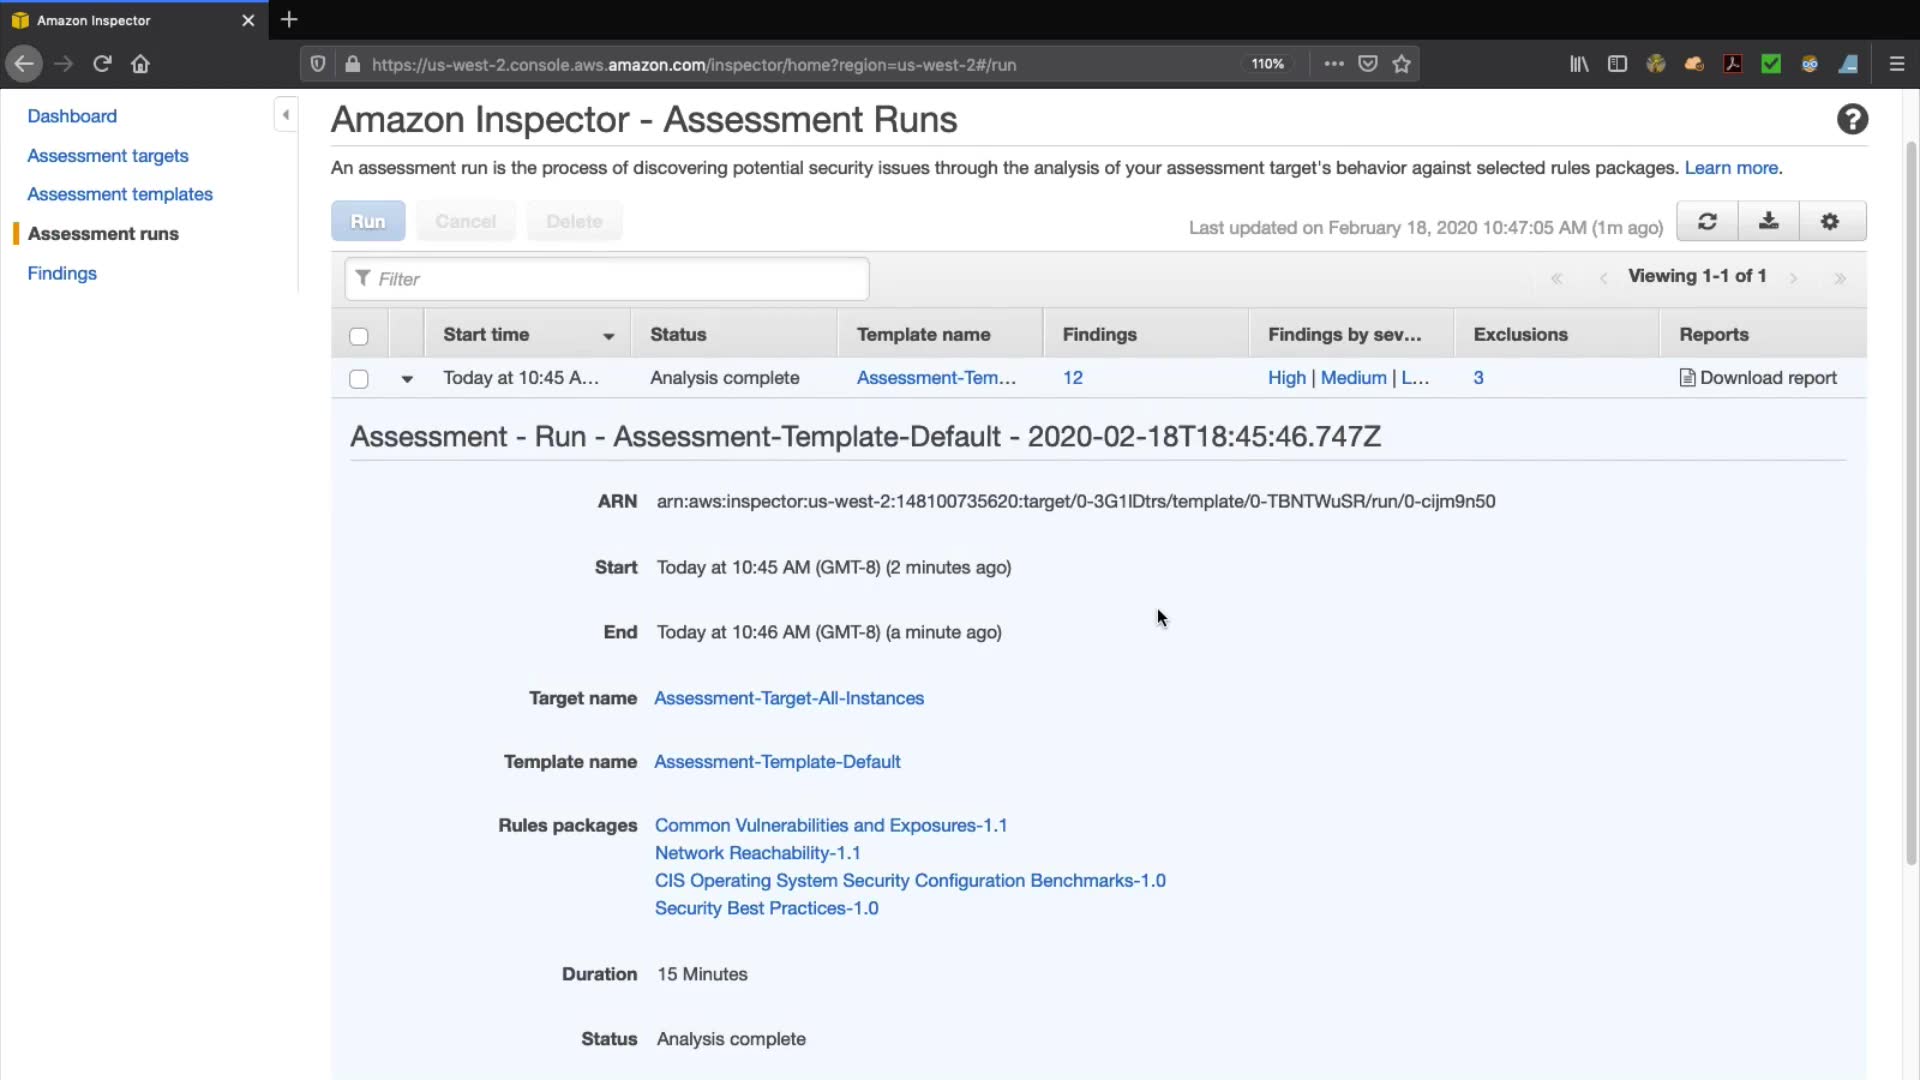 Amazon Inspector
https://us-west-2.console.aws.amazon.com/inspector/home?region=us-west-2#/run
110%
Dashboard
Assessment targets
Assessment templates
Assessment runs
Findings
Amazon Inspector - Assessment Runs
An assessment run is the process of discovering potential security issues through the analysis of your assessment target's behavior against selected rules packages. Learn more.
Run Cancel Delete
Last updated on February 18, 2020 10:47:05 AM (1m ago)
Filter
Viewing 1-1 of 1
Start time Status Template name Findings Findings by sev... Exclusions Reports
Today at 10:45 A... Analysis complete Assessment-Tem... 12 High | Medium | L... 3 Download report
Assessment - Run - Assessment-Template-Default - 2020-02-18T18:45:46.747Z
ARN arn:aws:inspector:us-west-2:148100735620:target/0-3G1lDtrs/template/0-TBNTWuSR/run/0-cijm9n50
Start Today at 10:45 AM (GMT-8) (2 minutes ago)
End Today at 10:46 AM (GMT-8) (a minute ago)
Target name Assessment-Target-All-Instances
Template name Assessment-Template-Default
Rules packages Common Vulnerabilities and Exposures-1.1
Network Reachability-1.1
CIS Operating System Security Configuration Benchmarks-1.0
Security Best Practices-1.0
Duration 15 Minutes
Status Analysis complete